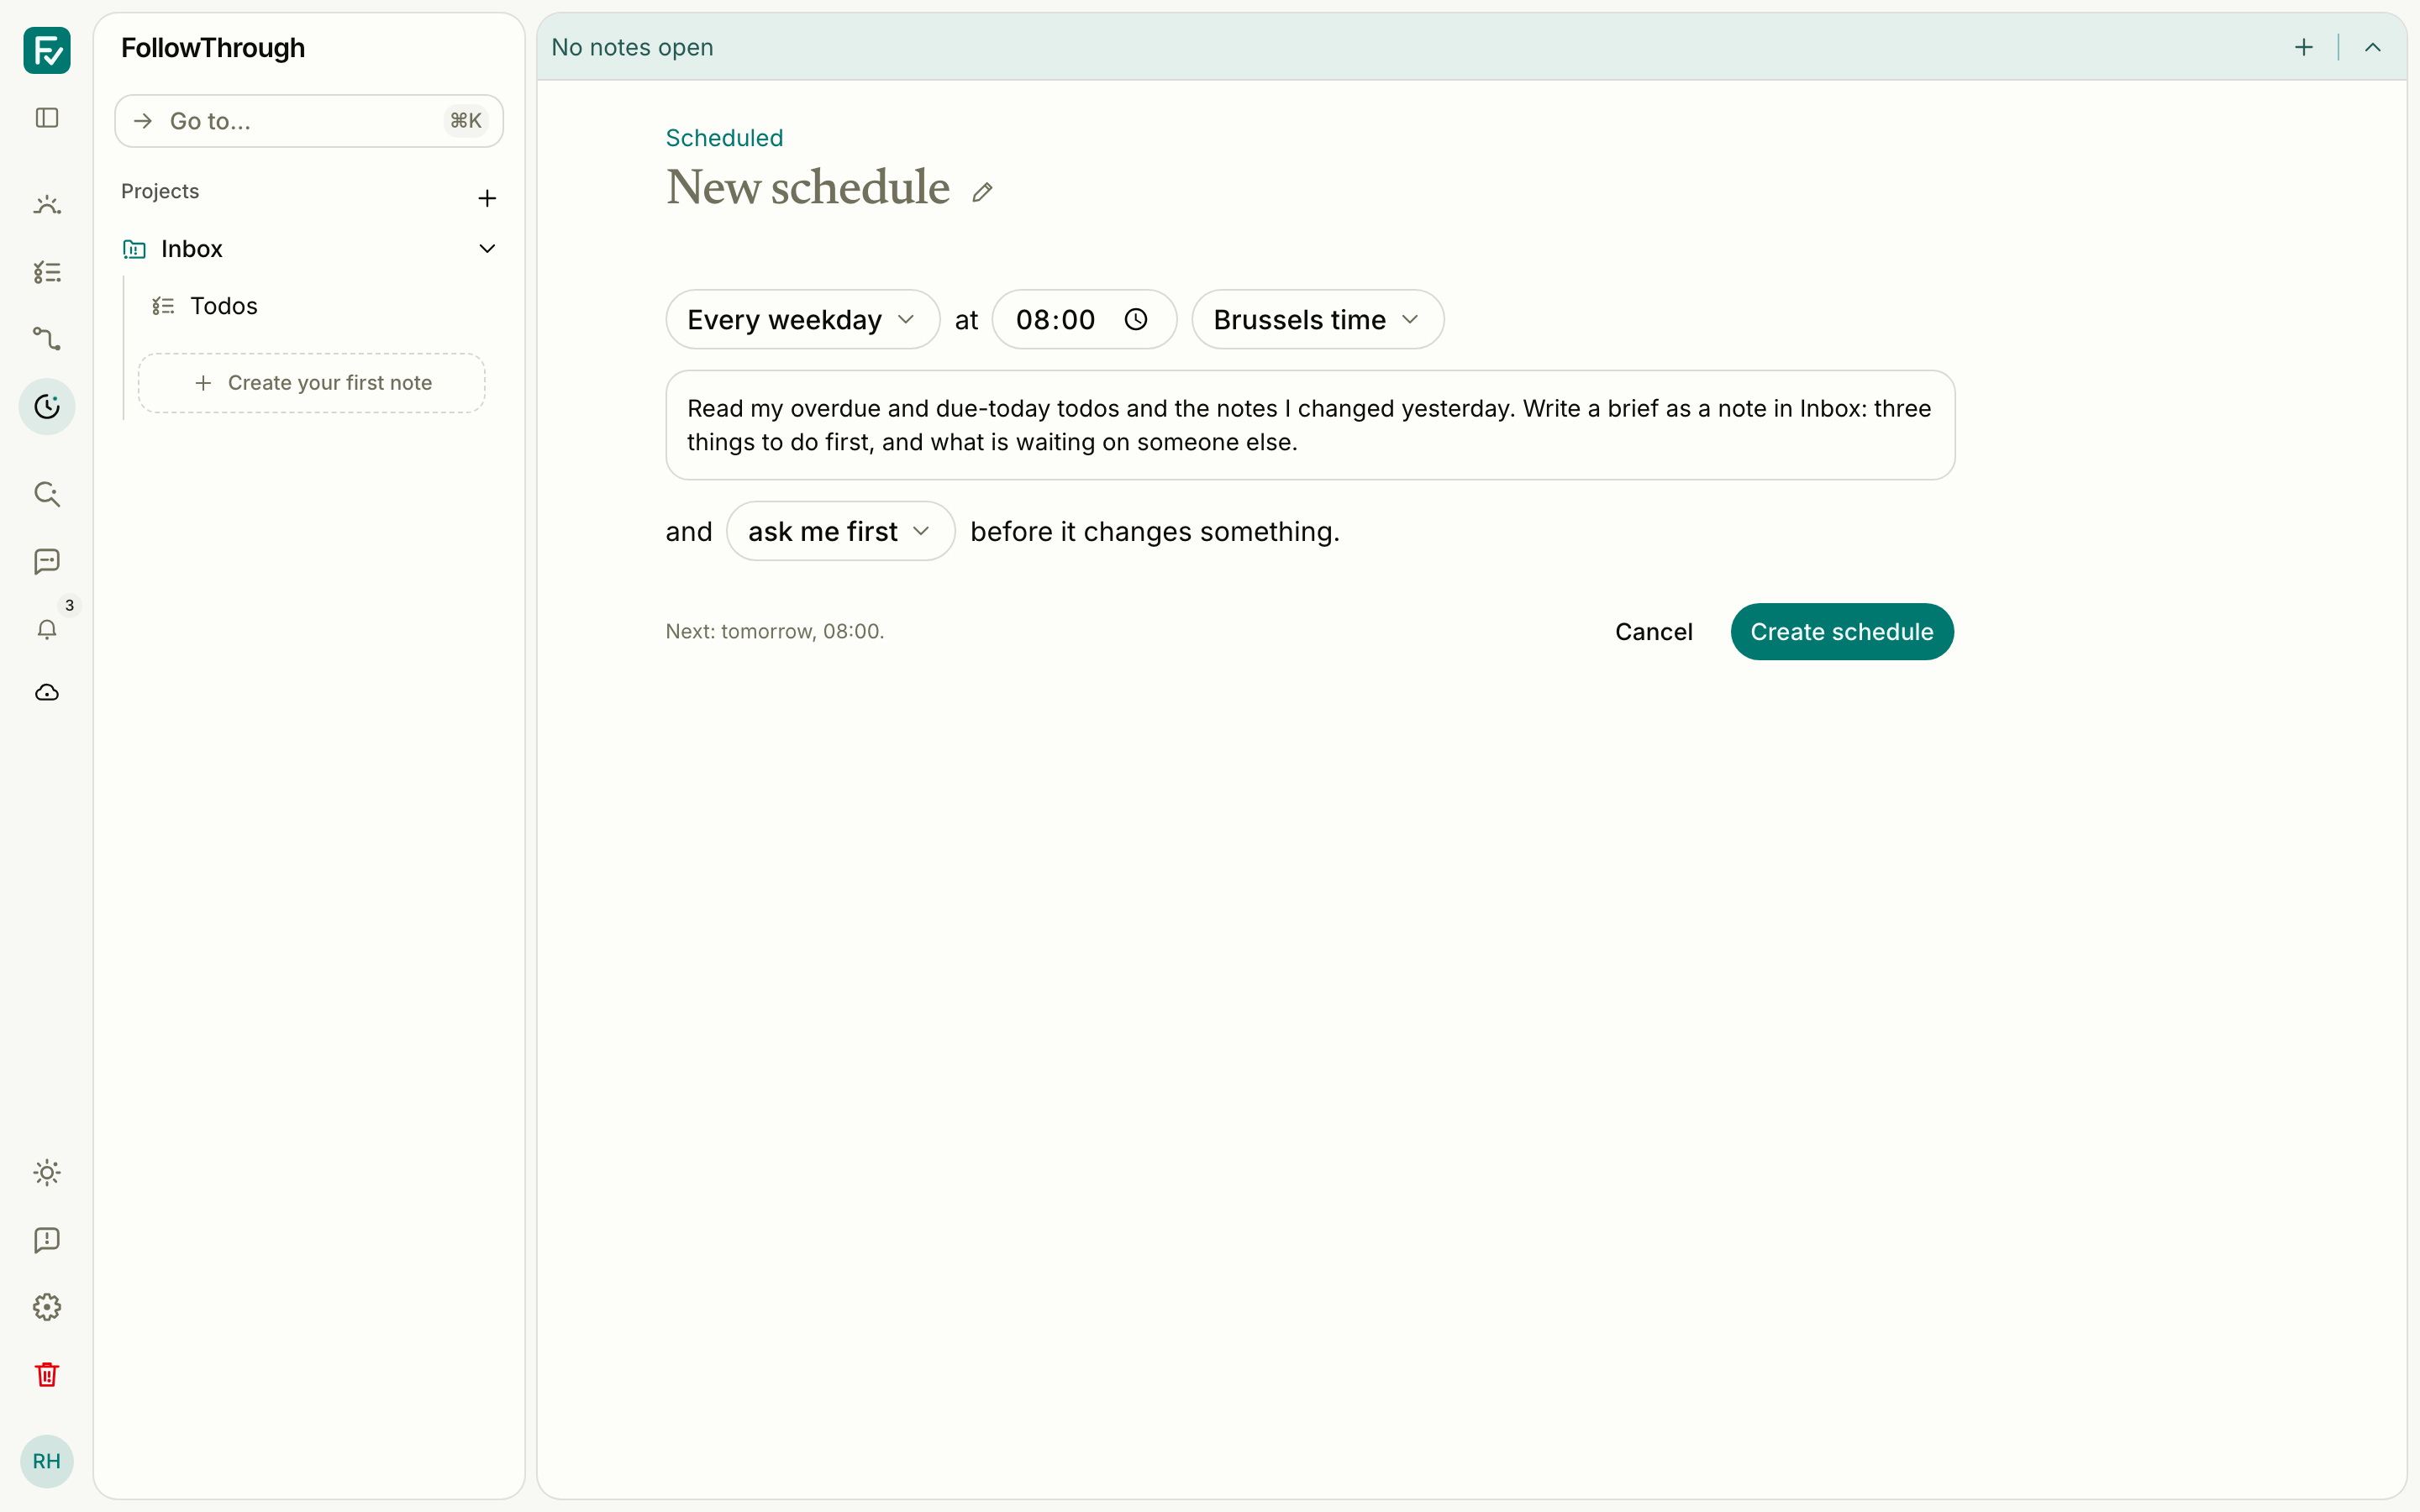 FollowThrough
Go to...
⌘K
Projects
Inbox
Todos
Create your first note
3
RH
No notes open
Scheduled
New schedule
Every weekday at 08:00 Brussels time
Read my overdue and due-today todos and the notes I changed yesterday. Write a brief as a note in Inbox: three
things to do first, and what is waiting on someone else.
and ask me first before it changes something.
Next: tomorrow, 08:00.
Cancel
Create schedule